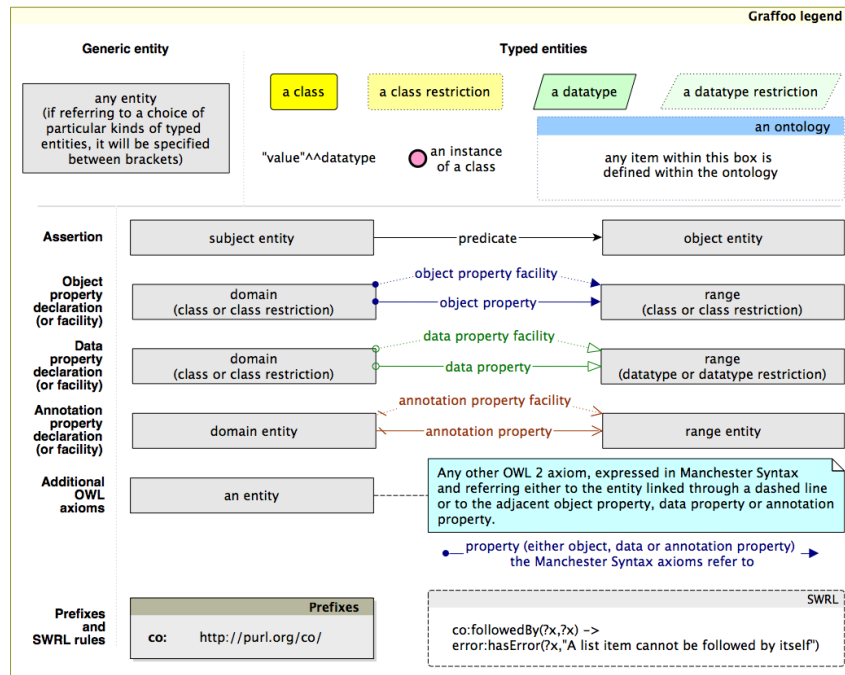 Graffoo legend
Generic entity
Typed entities
any entity
(if referring to a choice of
particular kinds of typed
entities, it will be specified
between brackets)
a class
a class restriction
a datatype
a datatype restriction
"value"^^datatype
an instance
of a class
an ontology
any item within this box is
defined within the ontology
Assertion
subject entity
predicate
object entity
Object
property
declaration
(or facility)
domain
(class or class restriction)
object property facility
object property
range
(class or class restriction)
Data
property
declaration
(or facility)
domain
(class or class restriction)
data property facility
data property
range
(datatype or datatype restriction)
Annotation
property
declaration
(or facility)
domain entity
annotation property facility
annotation property
range entity
Additional
OWL
axioms
an entity
Any other OWL 2 axiom, expressed in Manchester Syntax
and referring either to the entity linked through a dashed line
or to the adjacent object property, data property or annotation
property.
property (either object, data or annotation property)
the Manchester Syntax axioms refer to
Prefixes
and
SWRL rules
Prefixes
co: http://purl.org/co/
SWRL
co:followedBy(?x,?x) ->
error:hasError(?x,"A list item cannot be followed by itself")